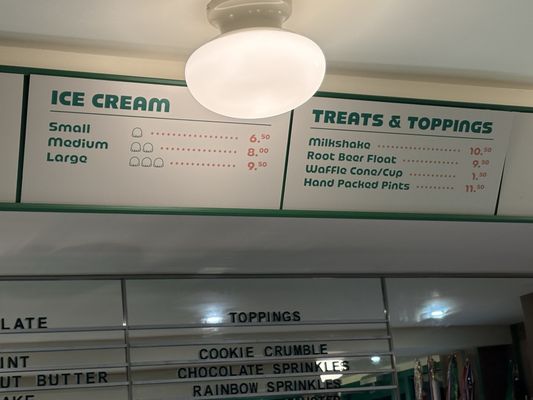 ICE CREAM
Small 6.50
Medium 8.00
Large 9.50
TREATS & TOPPINGS
Milkshake 10.50
Root Beer Float 9.50
Waffle Cone/Cup 1.50
Hand Packed Pints 11.50
LATE
INT
UT BUTTER
TOPPINGS
COOKIE CRUMBLE
CHOCOLATE SPRINKLES
RAINBOW SPRINKLES